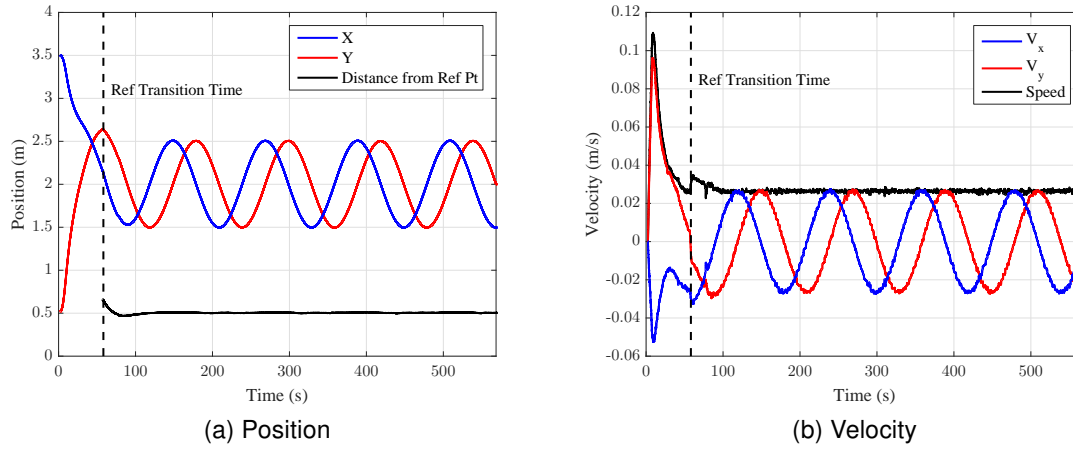 4
3.5
3
2.5
2
1.5
1
0.5
0
Position (m)
X
Y
Distance from Ref Pt
Ref Transition Time
0 100 200 300 400 500
Time (s)
(a) Position
0.12
0.1
0.08
0.06
0.04
0.02
0
-0.02
-0.04
-0.06
Velocity (m/s)
V_x
V_y
Speed
Ref Transition Time
0 100 200 300 400 500
Time (s)
(b) Velocity